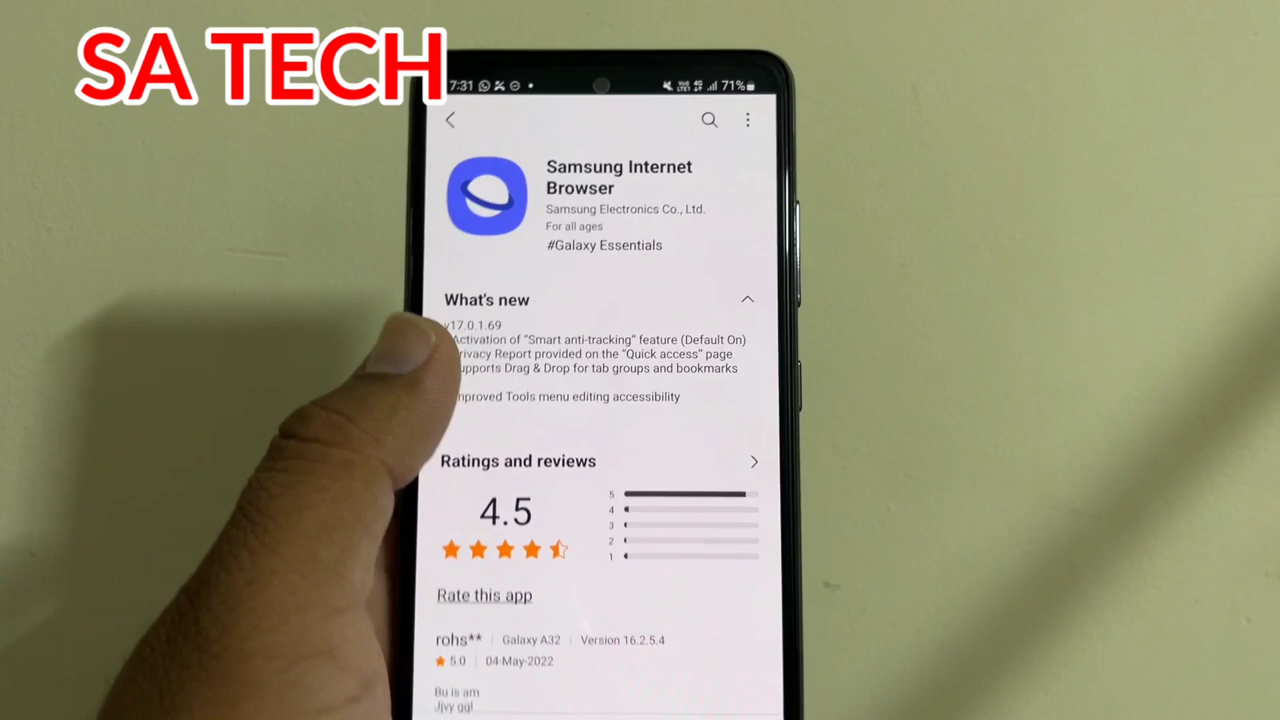 SA TECH
7:31
71%
Samsung Internet
Browser
Samsung Electronics Co., Ltd.
For all ages
#Galaxy Essentials
What's new
v17.0.1.69
Activation of "Smart anti-tracking" feature (Default On)
rivacy Report provided on the "Quick access" page
upports Drag & Drop for tab groups and bookmarks
nproved Tools menu editing accessibility
Ratings and reviews
4.5
5
4
3
2
1
Rate this app
rohs** | Galaxy A32 | Version 16.2.5.4
5.0 | 04-May-2022
Bu is am
Jjvy ggl